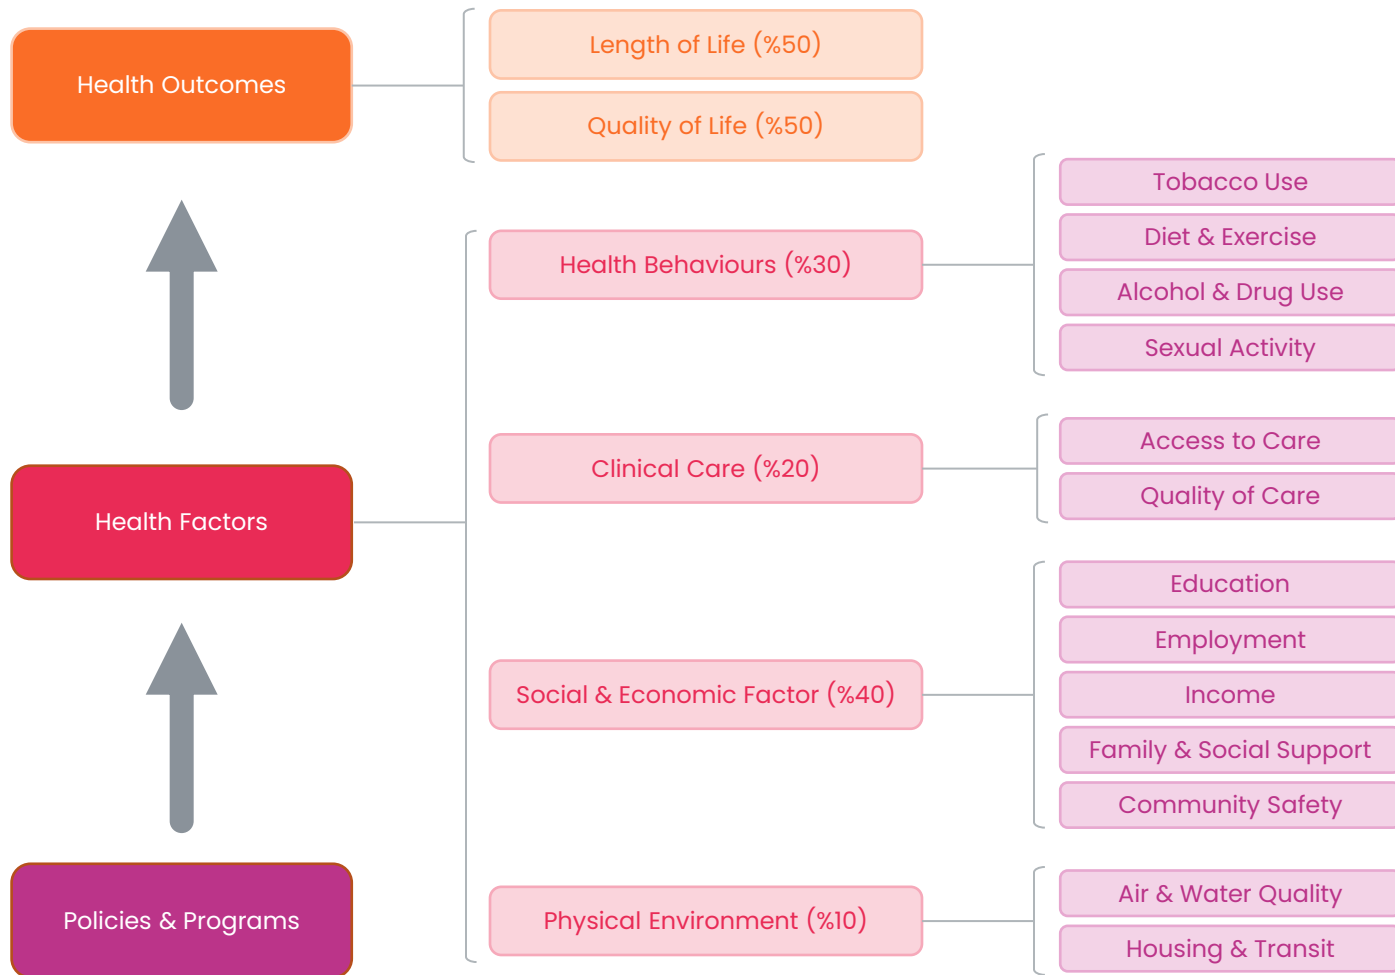 Health Outcomes
Length of Life (%50)
Quality of Life (%50)
Health Factors
Health Behaviours (%30)
Tobacco Use
Diet & Exercise
Alcohol & Drug Use
Sexual Activity
Clinical Care (%20)
Access to Care
Quality of Care
Social & Economic Factor (%40)
Education
Employment
Income
Family & Social Support
Community Safety
Physical Environment (%10)
Air & Water Quality
Housing & Transit
Policies & Programs